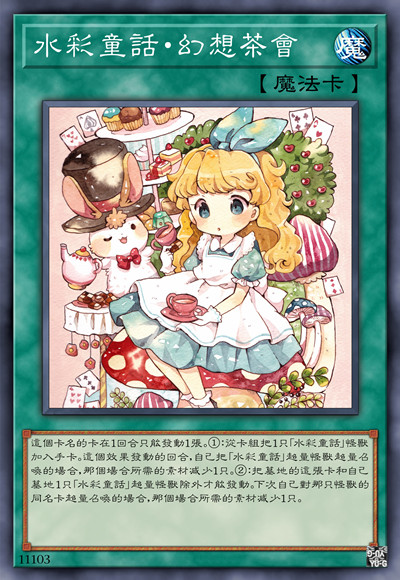 水彩童話·幻想茶會
魔
【魔法卡】
這個卡名的卡在1回合只能發動1張。①:從卡組把1只「水彩童話」怪獸
加入手卡。這個效果發動的回合,自己把「水彩童話」超量怪獸超量召
喚的場合,那個場合所需的素材減少1只。②:把墓地的這張卡和自己
墓地1只「水彩童話」超量怪獸除外才能發動。下次自己對那只怪獸的
同名卡超量召喚的場合,那個場合所需的素材減少1只。
11103